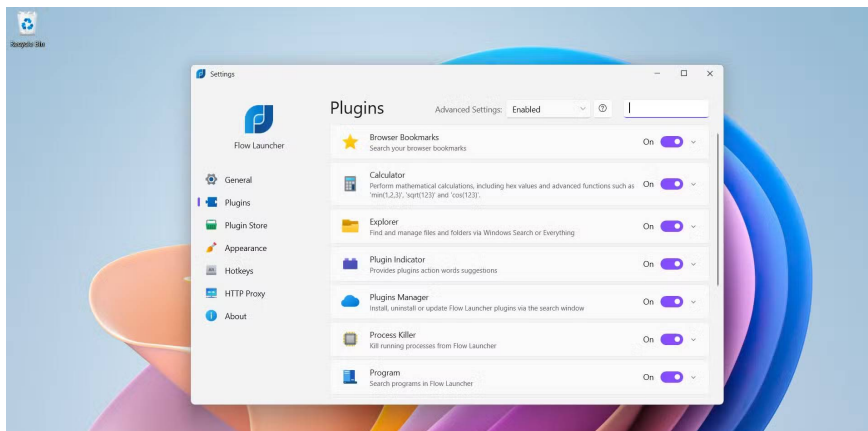 Recycle Bin
Settings
Flow Launcher
General
Plugins
Plugin Store
Appearance
Hotkeys
HTTP Proxy
About
Plugins
Advanced Settings: Enabled
Browser Bookmarks
Search your browser bookmarks
On
Calculator
Perform mathematical calculations, including hex values and advanced functions such as
'min(1,2,3)', 'sqrt(123)' and 'cos(123)'.
On
Explorer
Find and manage files and folders via Windows Search or Everything
On
Plugin Indicator
Provides plugins action words suggestions
On
Plugins Manager
Install, uninstall or update Flow Launcher plugins via the search window
On
Process Killer
Kill running processes from Flow Launcher
On
Program
Search programs in Flow Launcher
On